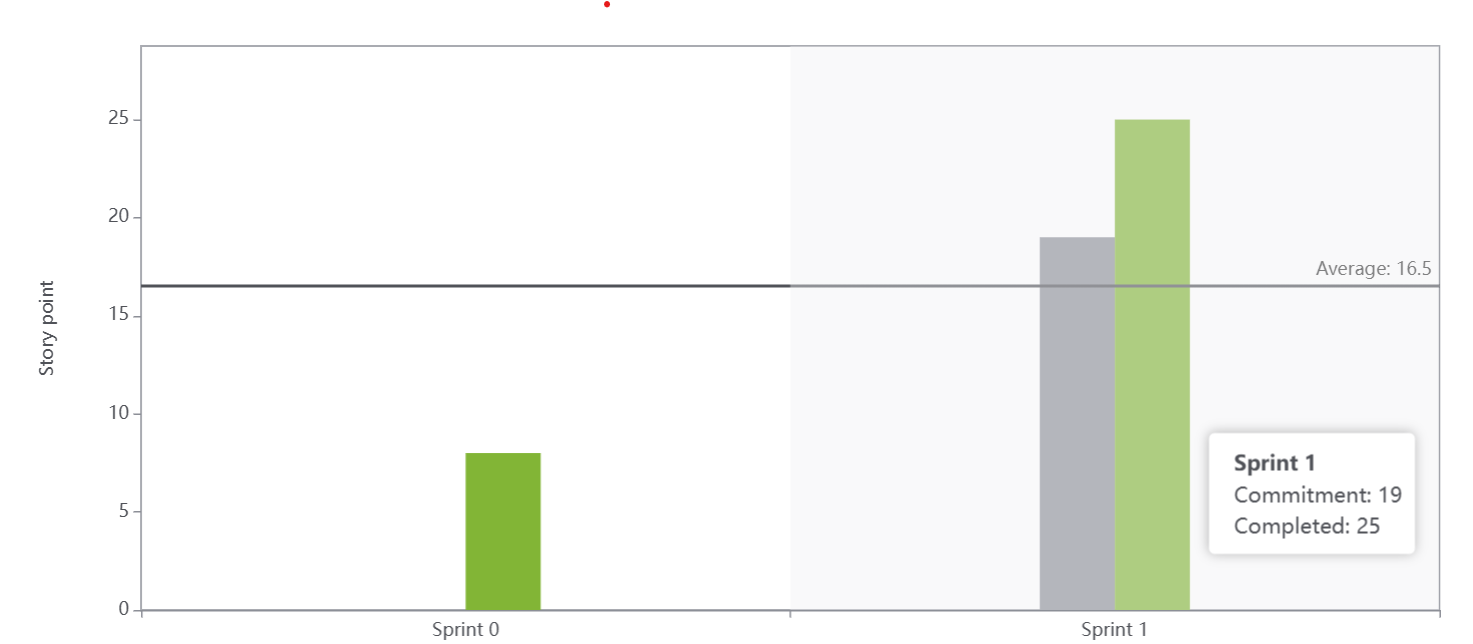 25
20
Average: 16.5
15
Story point
10
Sprint 1
Commitment: 19
Completed: 25
5
0
Sprint 0
Sprint 1